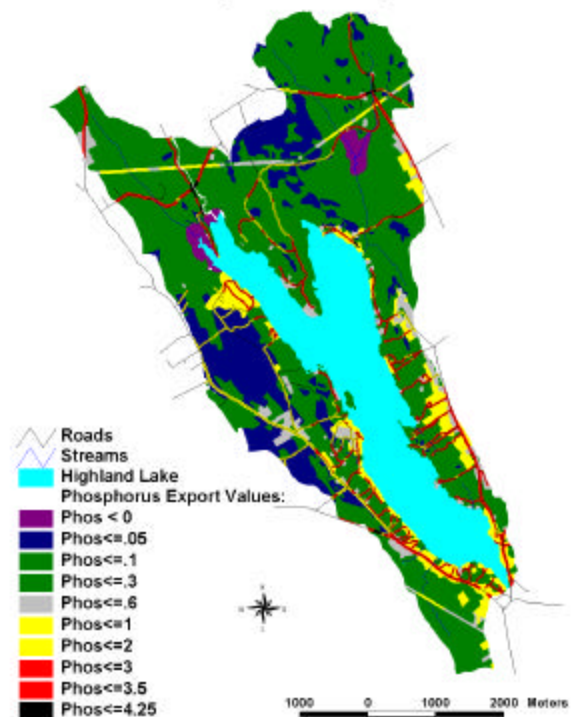 Roads
Streams
Highland Lake
Phosphorus Export Values:
Phos < 0
Phos<=.05
Phos<=.1
Phos<=.3
Phos<=.6
Phos<=1
Phos<=2
Phos<=3
Phos<=3.5
Phos<=4.25
1000 0 1000 2000 Meters